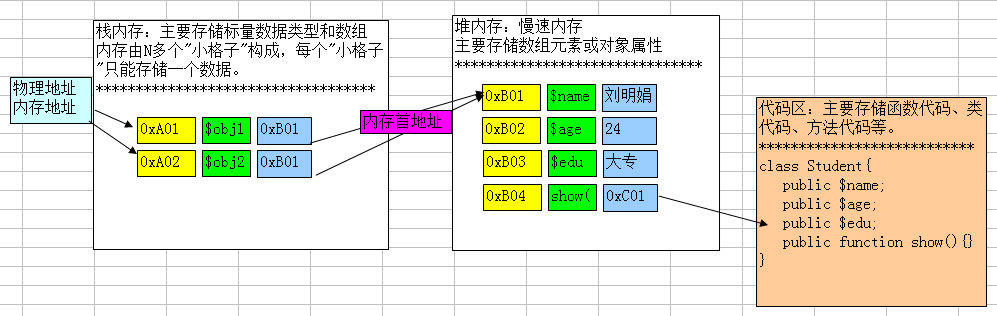 栈内存：主要存储标量数据类型和数组
内存由N多个"小格子"构成，每个"小格子
"只能存储一个数据。
***********************************
物理地址
内存地址
0xA01 $obj1 0xB01
0xA02 $obj2 0xB01
内存首地址
堆内存：慢速内存
主要存储数组元素或对象属性
*******************************
0xB01 $name 刘明娟
0xB02 $age 24
0xB03 $edu 大专
0xB04 show( 0xC01
代码区：主要存储函数代码、类
代码、方法代码等。
***************************
class Student{
public $name;
public $age;
public $edu;
public function show(){}
}